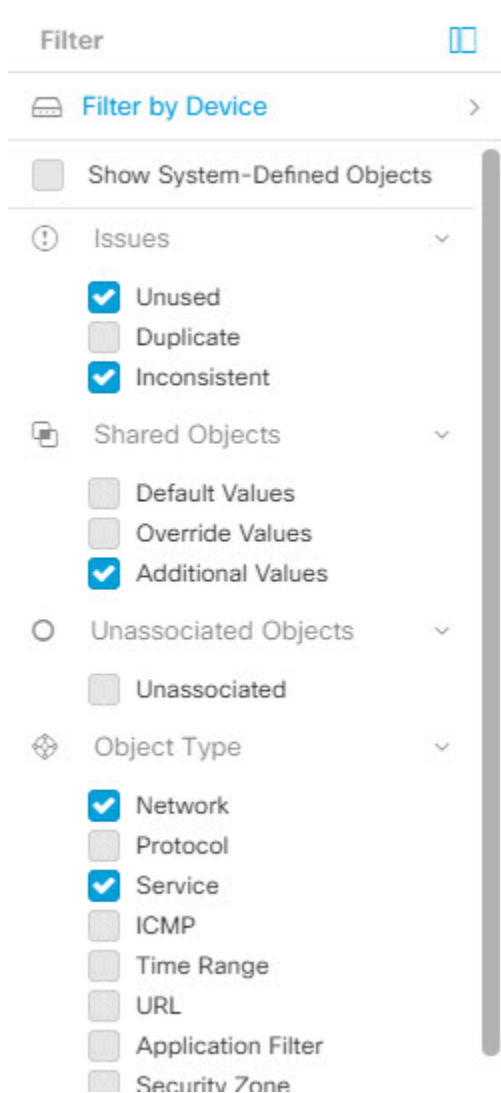 Filter
Filter by Device
Show System-Defined Objects
Issues
Unused
Duplicate
Inconsistent
Shared Objects
Default Values
Override Values
Additional Values
Unassociated Objects
Unassociated
Object Type
Network
Protocol
Service
ICMP
Time Range
URL
Application Filter
Security Zone